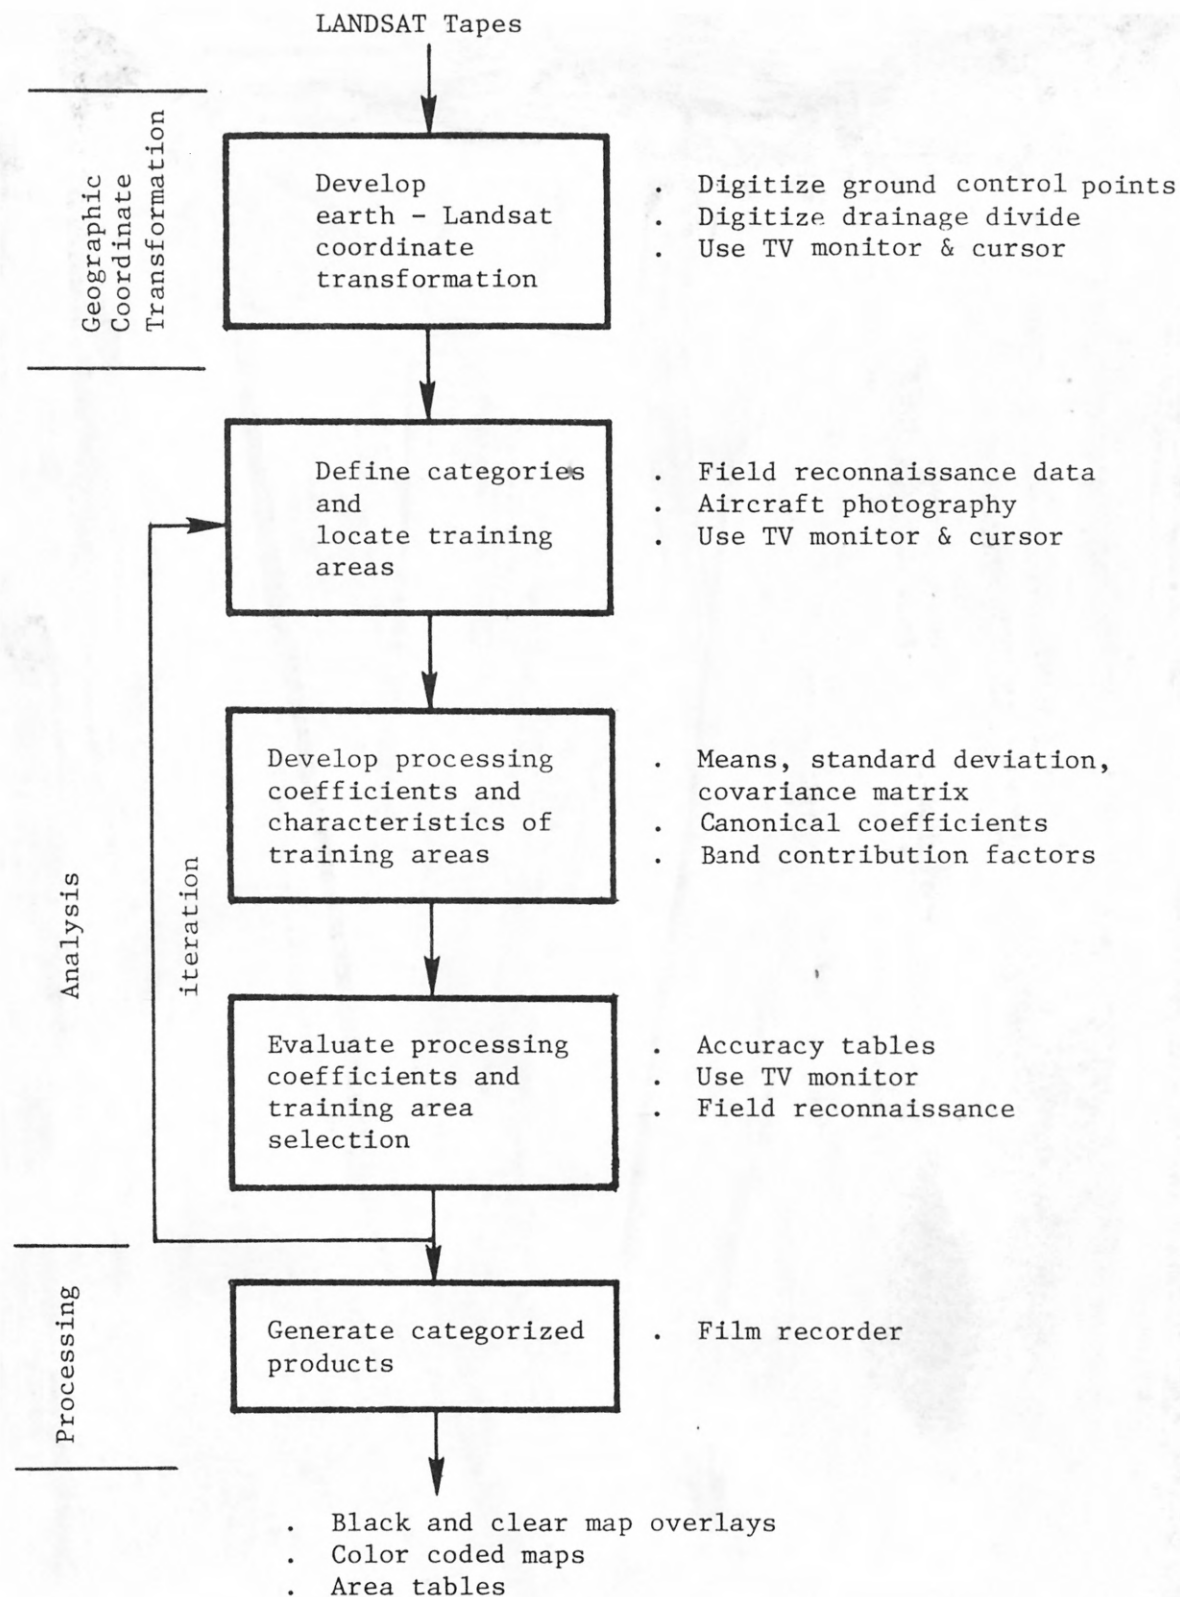 LANDSAT Tapes
Geographic
Coordinate
Transformation
Develop
earth - Landsat
coordinate
transformation
. Digitize ground control points
. Digitize drainage divide
. Use TV monitor & cursor
Define categories
and
locate training
areas
. Field reconnaissance data
. Aircraft photography
. Use TV monitor & cursor
Analysis
iteration
Develop processing
coefficients and
characteristics of
training areas
. Means, standard deviation,
covariance matrix
. Canonical coefficients
. Band contribution factors
Evaluate processing
coefficients and
training area
selection
. Accuracy tables
. Use TV monitor
. Field reconnaissance
Processing
Generate categorized
products
. Film recorder
. Black and clear map overlays
. Color coded maps
. Area tables